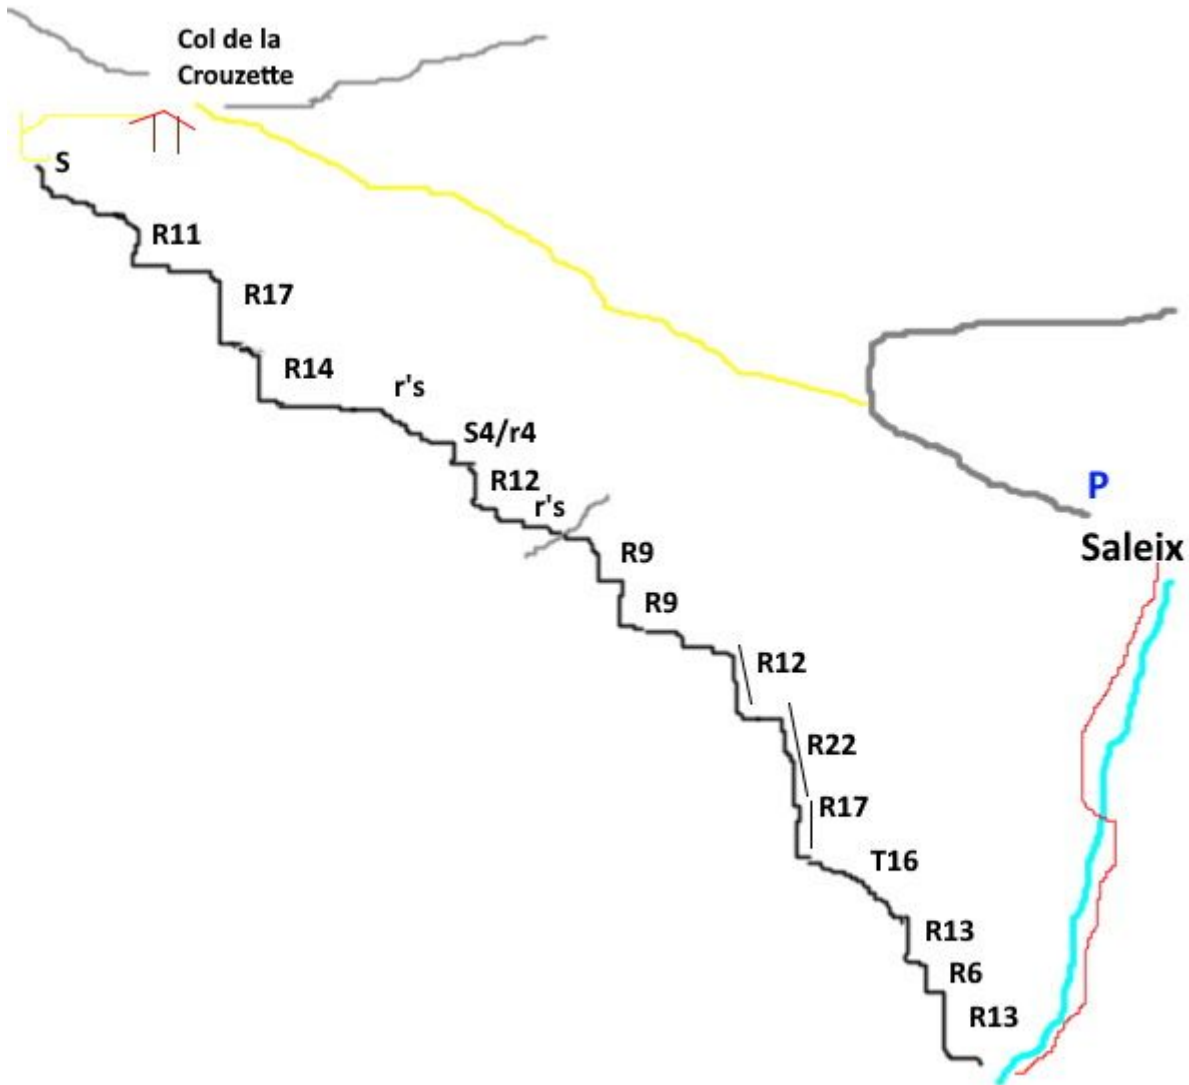 Col de la
Crouzette
S
R11
R17
R14
r's
S4/r4
R12
r's
P
Saleix
R9
R9
R12
R22
R17
T16
R13
R6
R13